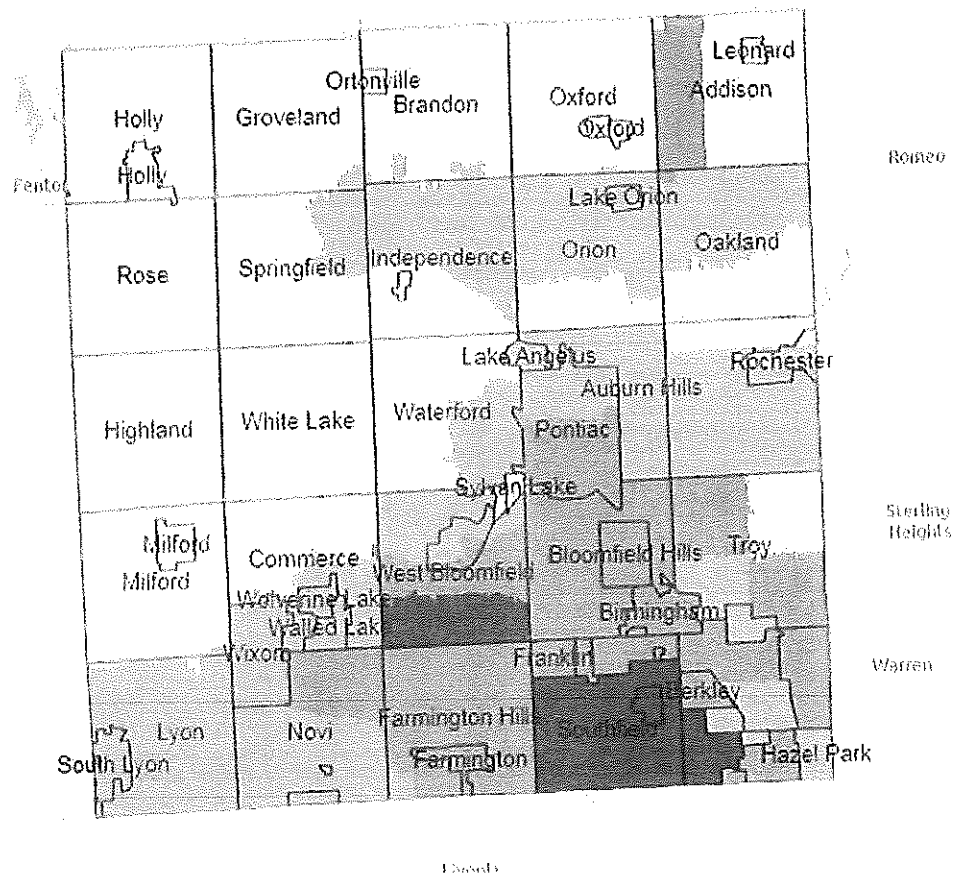 Leonard
Ortonville
Addison
Oxford
Brandon
Groveland
Holly
Oxford
Romeo
Holly
Lake Orion
Oakland
Orion
Independence
Springfield
Rose
Lake Angelus
Rochester
Auburn Hills
Waterford
White Lake
Highland
Pontiac
Sylvan Lake
Sterling
Heights
Milford
Troy
Commerce
Bloomfield Hills
West Bloomfield
Milford
Wolverine Lake
Birmingham
Walled Lake
Wixom
Franklin
Warren
Berkley
Farmington Hills
Lyon
Novi
Southfield
South Lyon
Farmington
Hazel Park